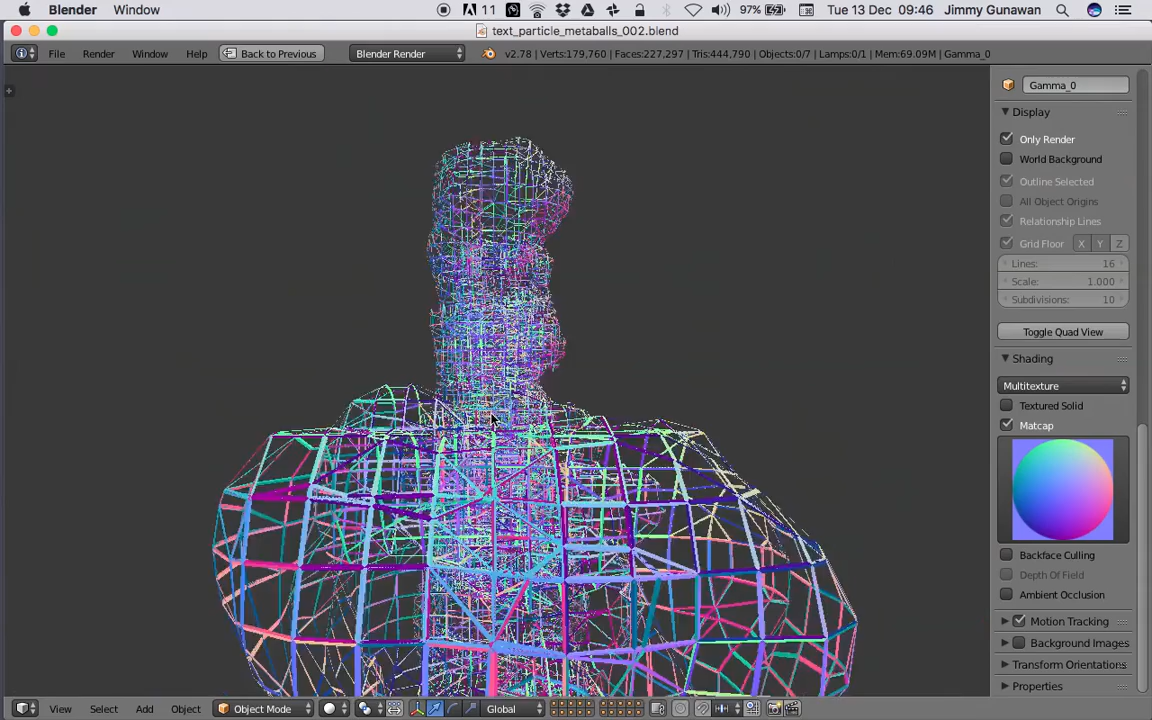 Blender Window 11 97% Tue 13 Dec 09:46 Jimmy Gunawan
text_particle_metaballs_002.blend
File Render Window Help Back to Previous Blender Render v2.78 | Verts:179,760 | Faces:227,297 | Tris:444,790 | Objects:0/7 | Lamps:0/1 | Mem:69.09M | Gamma_0
Gamma_0
Display
Only Render
World Background
Outline Selected
All Object Origins
Relationship Lines
Grid Floor X Y Z
Lines: 16
Scale: 1.000
Subdivisions: 10
Toggle Quad View
Shading
Multitexture
Textured Solid
Matcap
Backface Culling
Depth Of Field
Ambient Occlusion
Motion Tracking
Background Images
Transform Orientations
Properties
View Select Add Object Object Mode Global